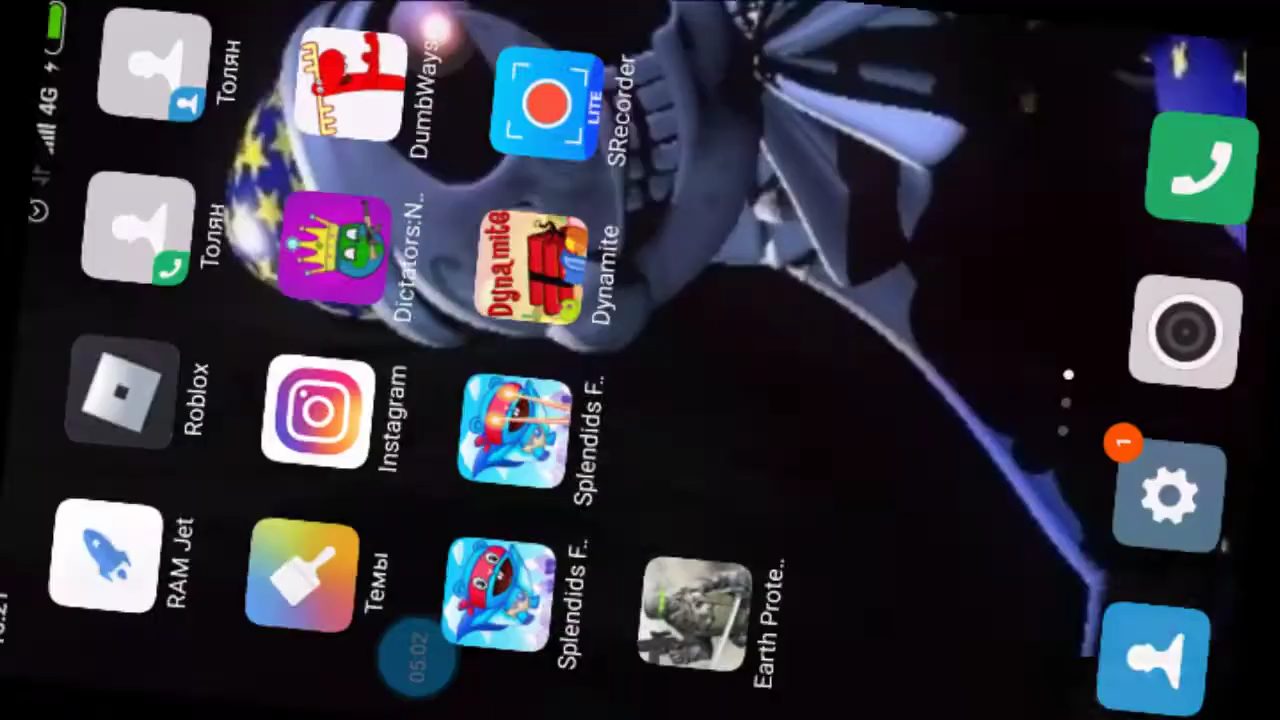 4G
RAM Jet
Roblox
Толян
Толян
Темы
Instagram
Dictators:N..
DumbWays
Splendids F..
Splendids F..
Dynamite
Dynamite
LITE
SRecorder
Earth Prote..
05:02
1